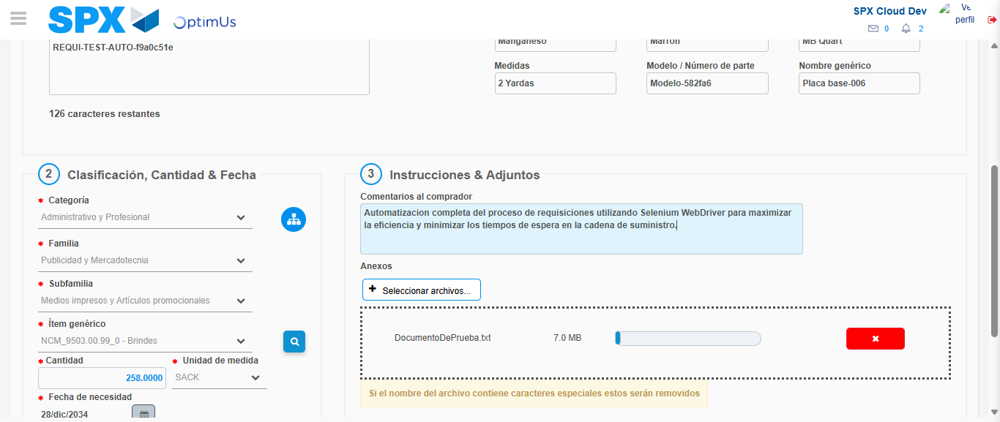 SPX OptimUs
SPX Cloud Dev
Ve
perfil
0
2
REQUI-TEST-AUTO-f9a0c51e
126 caracteres restantes
Manganeso
Marrón
MB Quart
Medidas
Modelo / Número de parte
Nombre genérico
2 Yardas
Modelo-582fa6
Placa base-006
2 Clasificación, Cantidad & Fecha
* Categoría
Administrativo y Profesional
* Familia
Publicidad y Mercadotecnia
* Subfamilia
Medios impresos y Artículos promocionales
* Ítem genérico
NCM_9503.00.99_0 - Brindes
* Cantidad
* Unidad de medida
258.0000
SACK
* Fecha de necesidad
28/dic/2034
3 Instrucciones & Adjuntos
Comentarios al comprador
Automatizacion completa del proceso de requisiciones utilizando Selenium WebDriver para maximizar
la eficiencia y minimizar los tiempos de espera en la cadena de suministro.
Anexos
+ Seleccionar archivos...
DocumentoDePrueba.txt
7.0 MB
Si el nombre del archivo contiene caracteres especiales estos serán removidos